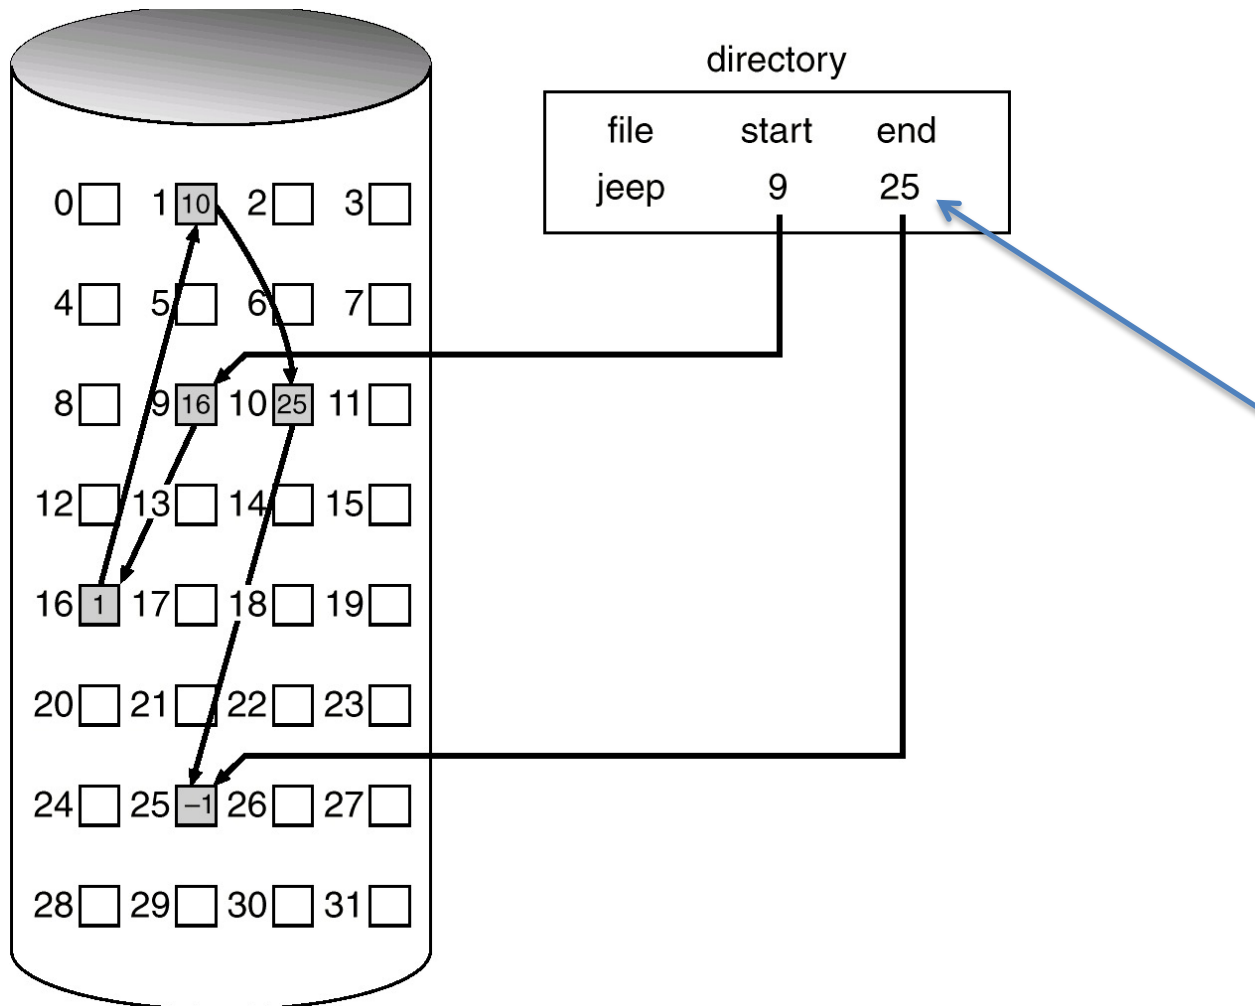 directory
file start end
jeep 9 25
0 1 10 2 3
4 5 6 7
8 9 16 10 25 11
12 13 14 15
16 1 17 18 19
20 21 22 23
24 25 –1 26 27
28 29 30 31